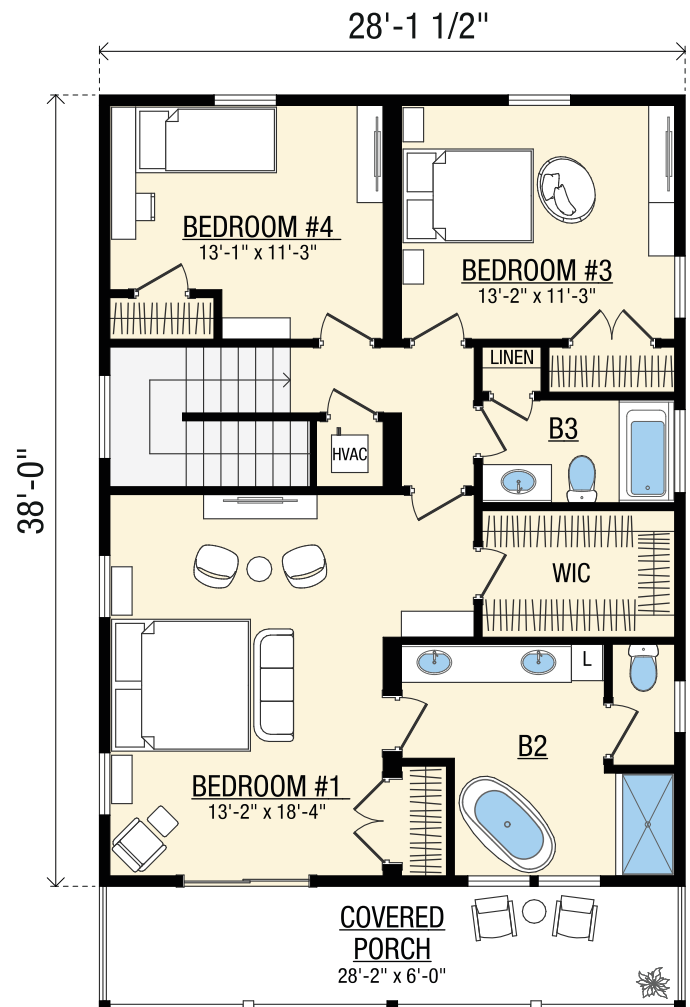 28'-1 1/2"
38'-0"
BEDROOM #4
13'-1" x 11'-3"
BEDROOM #3
13'-2" x 11'-3"
LINEN
B3
HVAC
WIC
L
B2
BEDROOM #1
13'-2" x 18'-4"
COVERED
PORCH
28'-2" x 6'-0"